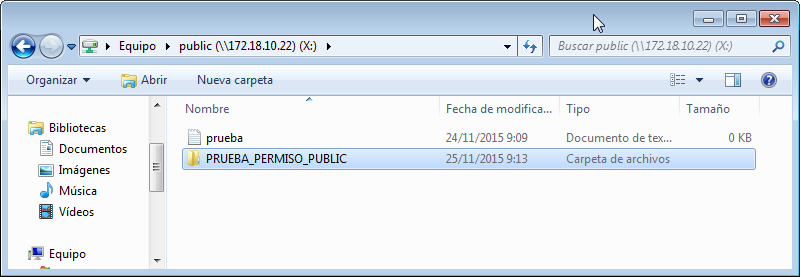 Equipo public (\\172.18.10.22) (X:) Buscar public (\\172.18.10.22) (X:)
Organizar Abrir Nueva carpeta
Nombre Fecha de modifica... Tipo Tamaño
Bibliotecas
Documentos
Imágenes
Música
Vídeos
Equipo
prueba 24/11/2015 9:09 Documento de tex... 0 KB
PRUEBA_PERMISO_PUBLIC 25/11/2015 9:13 Carpeta de archivos